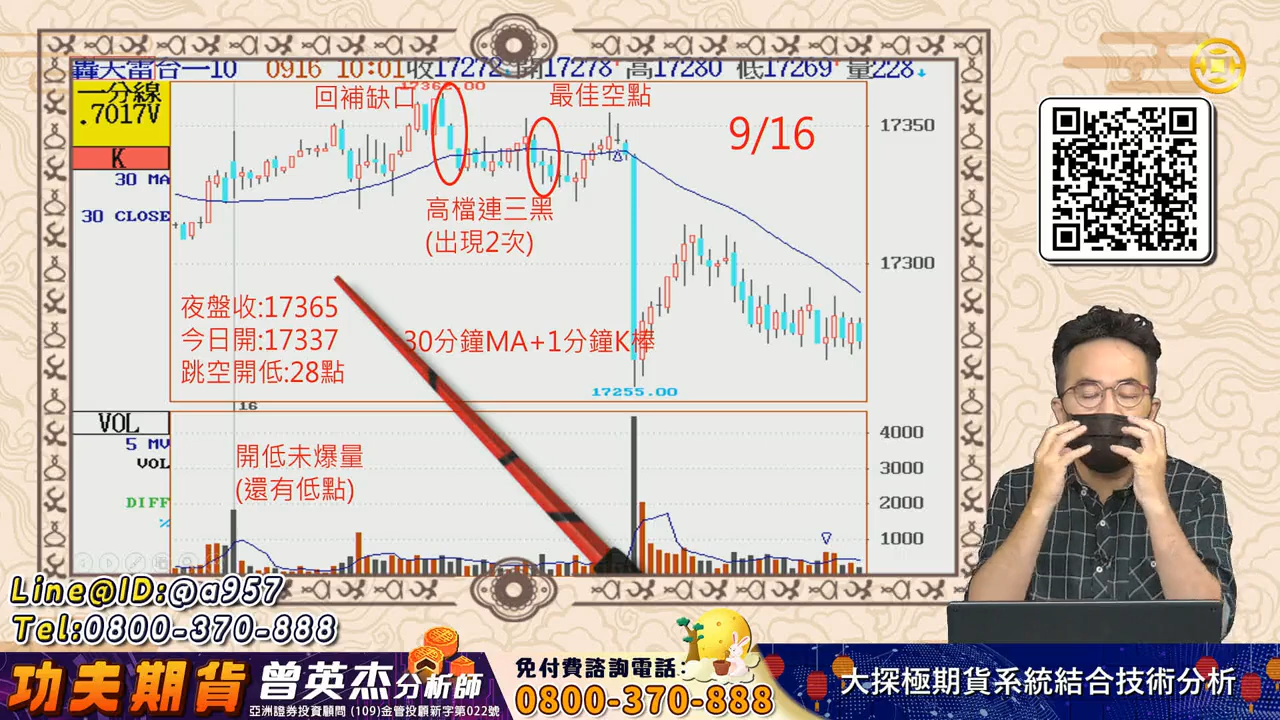 轟天雷台一10 0916 10:01收17272 開17278 高17280 低17269 量228
一分線
.7017V
K
30 MA
30 CLOSE
17362.00
回補缺口
最佳空點
9/16
17350
高檔連三黑
(出現2次)
17300
夜盤收:17365
今日開:17337
跳空開低:28點
30分鐘MA+1分鐘K棒
17255.00
16
VOL
5 MV
VOL
DIFF
%
開低未爆量
(還有低點)
4000
3000
2000
1000
Line@ID:@a957
Tel:0800-370-888
功夫期貨 曾英杰分析師
亞洲證券投資顧問 (109)金管投顧新字第022號
免付費諮詢電話:
0800-370-888
大探極期貨系統結合技術分析